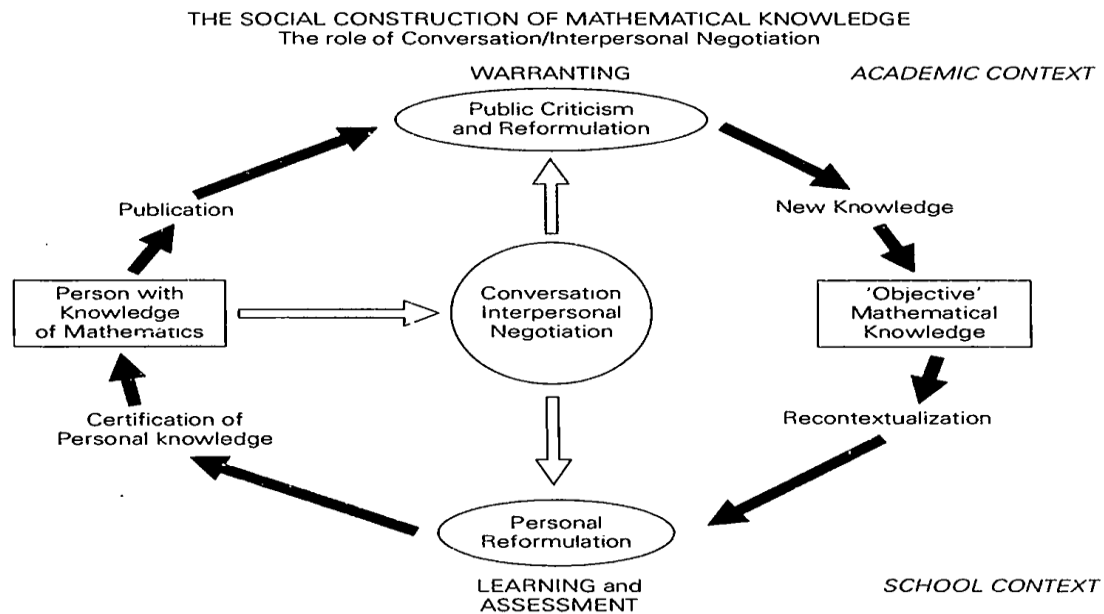 THE SOCIAL CONSTRUCTION OF MATHEMATICAL KNOWLEDGE
The role of Conversation/Interpersonal Negotiation
WARRANTING
ACADEMIC CONTEXT
Public Criticism
and Reformulation
Publication
New Knowledge
Person with
Knowledge
of Mathematics
Conversation
Interpersonal
Negotiation
'Objective'
Mathematical
Knowledge
Certification of
Personal knowledge
Recontextualization
Personal
Reformulation
LEARNING and
ASSESSMENT
SCHOOL CONTEXT